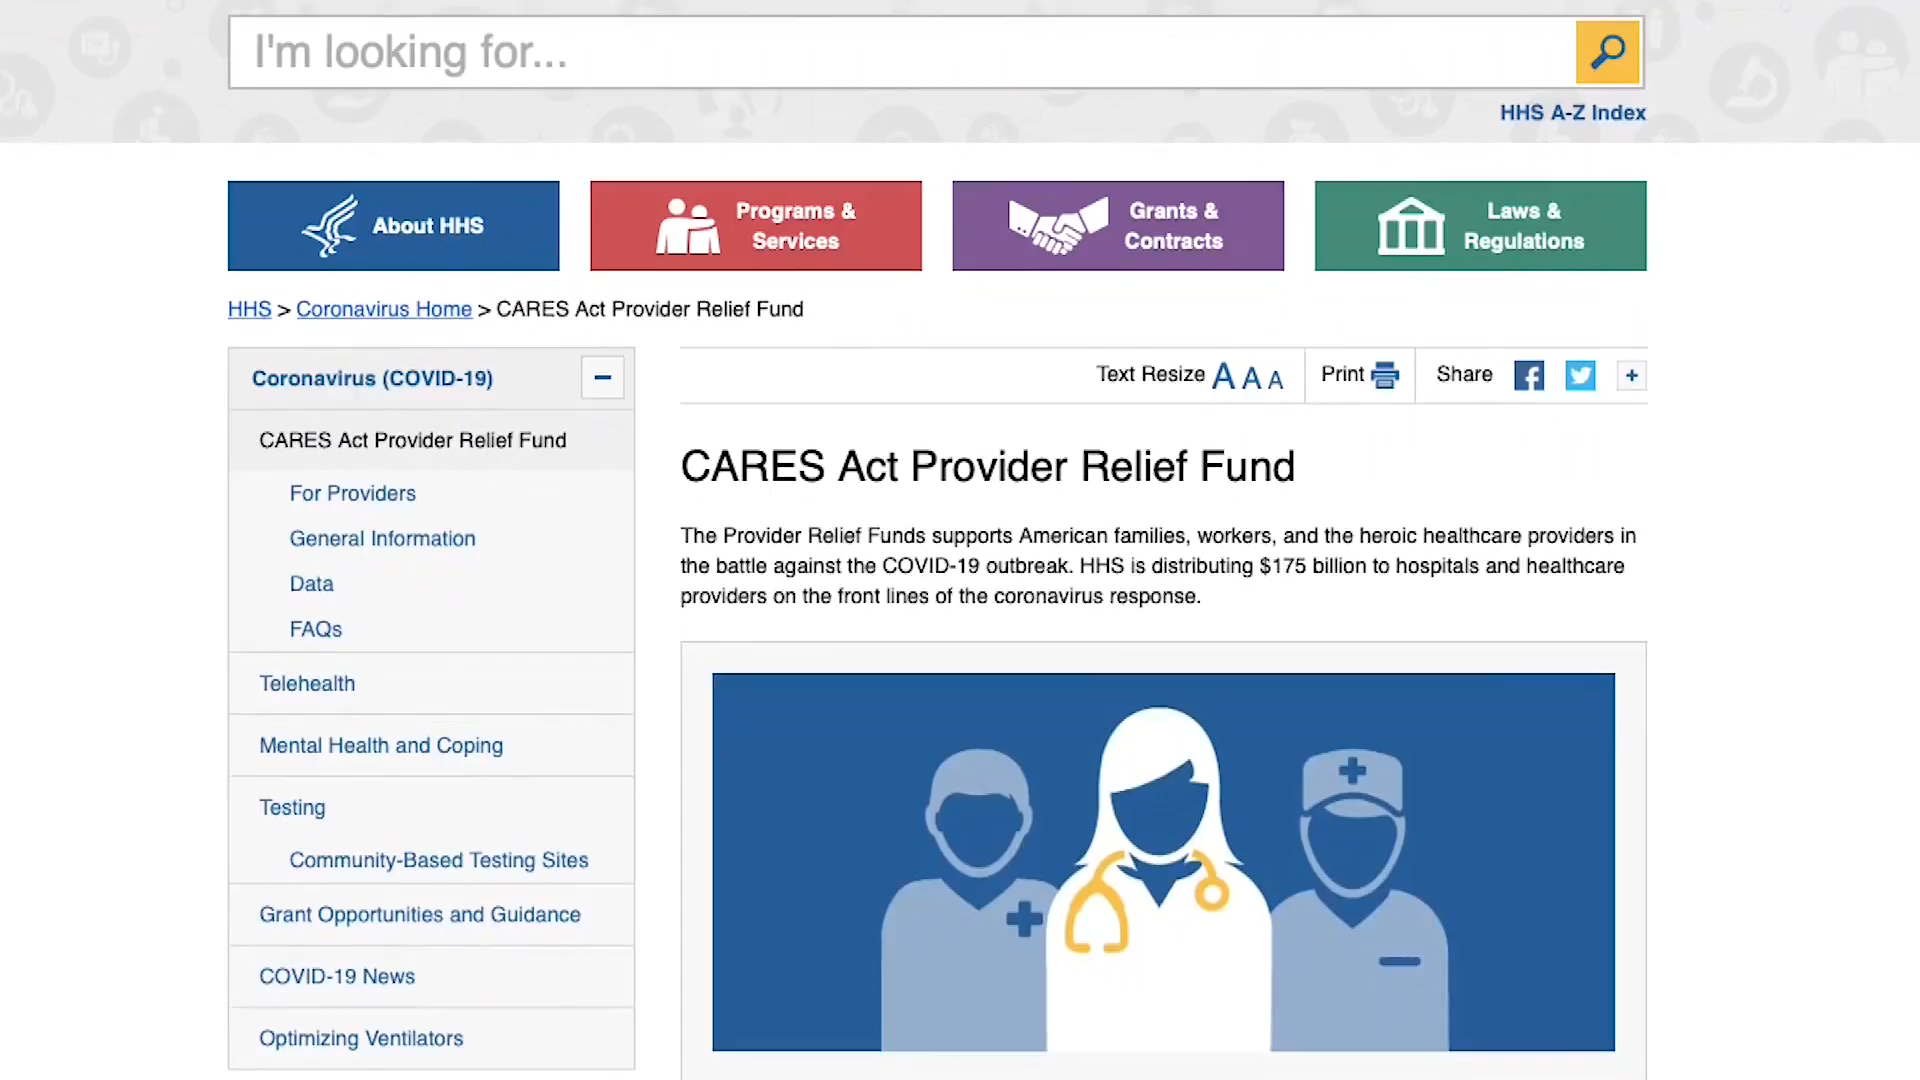 I'm looking for...
HHS A-Z Index
About HHS
Programs &
Services
Grants &
Contracts
Laws &
Regulations
HHS > Coronavirus Home > CARES Act Provider Relief Fund
Coronavirus (COVID-19)
CARES Act Provider Relief Fund
For Providers
General Information
Data
FAQs
Telehealth
Mental Health and Coping
Testing
Community-Based Testing Sites
Grant Opportunities and Guidance
COVID-19 News
Optimizing Ventilators
Text Resize A A A
Print
Share
CARES Act Provider Relief Fund
The Provider Relief Funds supports American families, workers, and the heroic healthcare providers in
the battle against the COVID-19 outbreak. HHS is distributing $175 billion to hospitals and healthcare
providers on the front lines of the coronavirus response.